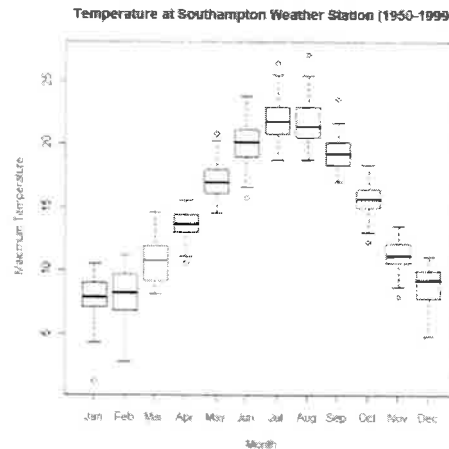 Temperature at Southampton Weather Station (1950-1999
Maximum Temperature
25
20
15
10
5
Jan Feb Mar Apr May Jun Jul Aug Sep Oct Nov Dec
Month